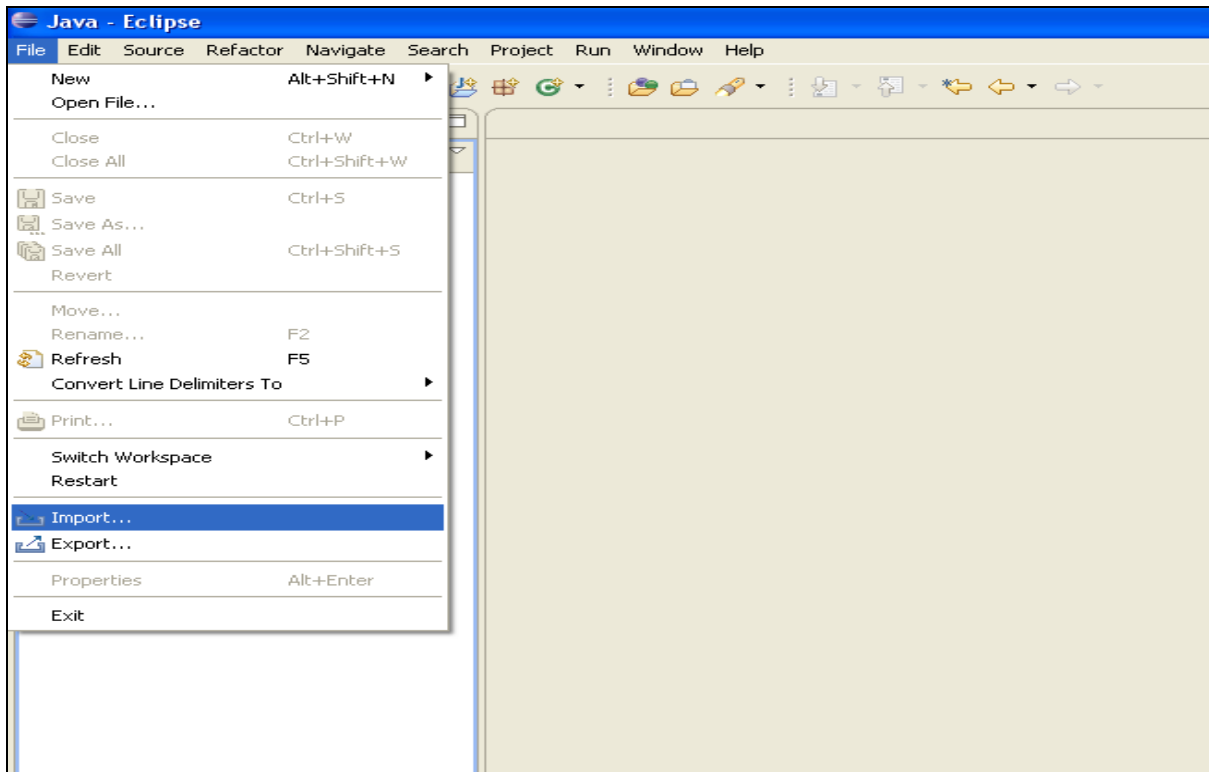 Java - Eclipse
File Edit Source Refactor Navigate Search Project Run Window Help
New Alt+Shift+N
Open File...
Close Ctrl+W
Close All Ctrl+Shift+W
Save Ctrl+S
Save As...
Save All Ctrl+Shift+S
Revert
Move...
Rename... F2
Refresh F5
Convert Line Delimiters To
Print... Ctrl+P
Switch Workspace
Restart
Import...
Export...
Properties Alt+Enter
Exit